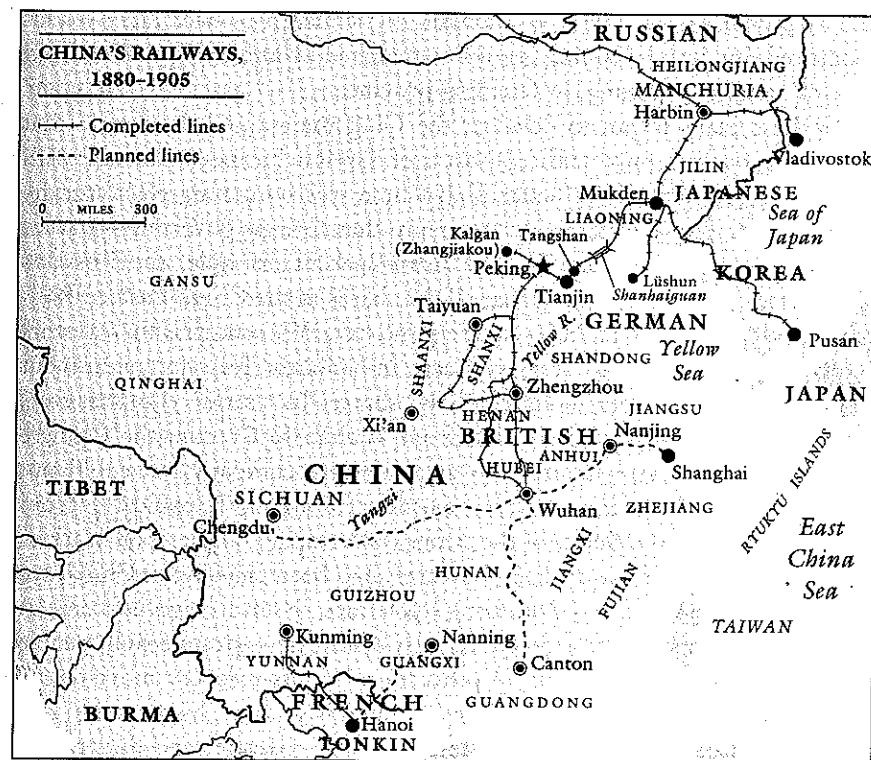 CHINA'S RAILWAYS,
1880–1905
Completed lines
Planned lines
0 MILES 300
RUSSIAN
HEILONGJIANG
MANCHURIA
Harbin
Vladivostok
JILIN
Mukden
JAPANESE
LIAONING
Sea of
Japan
Kalgan
(Zhangjiakou)
Tangshan
Peking
Lüshun
KOREA
Shanhaiguan
Tianjin
GANSU
Taiyuan
GERMAN
Yellow R.
SHAANXI
SHANXI
SHANDONG
Yellow
Sea
Pusan
QINGHAI
Zhengzhou
JAPAN
Xi'an
HENAN
JIANGSU
BRITISH
Nanjing
ANHUI
CHINA
HUBEI
Shanghai
TIBET
SICHUAN
Yangzi
Wuhan
ZHEJIANG
RYUKYU ISLANDS
Chengdu
East
China
Sea
HUNAN
JIANGXI
GUIZHOU
FUJIAN
TAIWAN
Kunming
Nanning
YUNNAN
GUANGXI
Canton
FRENCH
GUANGDONG
BURMA
Hanoi
TONKIN